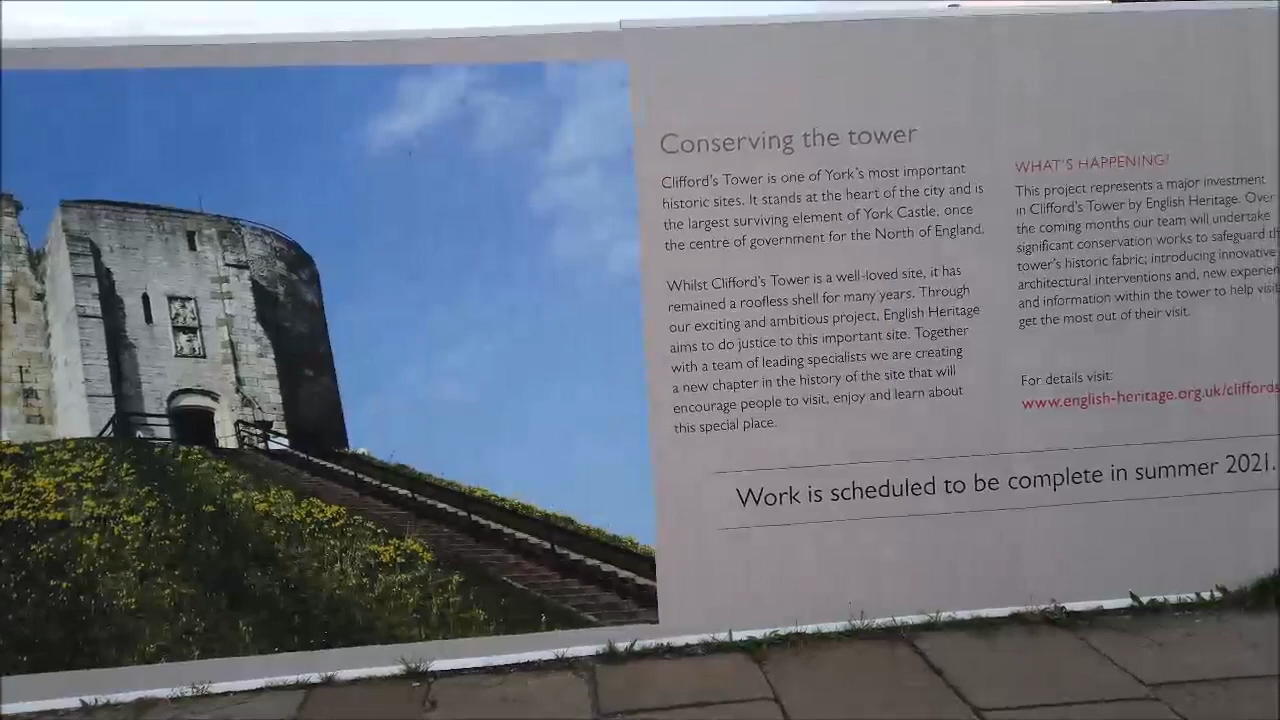 Conserving the tower
Clifford's Tower is one of York's most important
historic sites. It stands at the heart of the city and is
the largest surviving element of York Castle, once
the centre of government for the North of England.
Whilst Clifford's Tower is a well-loved site, it has
remained a roofless shell for many years. Through
our exciting and ambitious project, English Heritage
aims to do justice to this important site. Together
with a team of leading specialists we are creating
a new chapter in the history of the site that will
encourage people to visit, enjoy and learn about
this special place.
WHAT'S HAPPENING?
This project represents a major investment
in Clifford's Tower by English Heritage. Over
the coming months our team will undertake
significant conservation works to safeguard
tower's historic fabric; introducing innovative
architectural interventions and, new
and information within the tower to help
get the most out of their visit.
For details visit:
www.english-heritage.org.uk/cliffords
Work is scheduled to be complete in summer 2021.